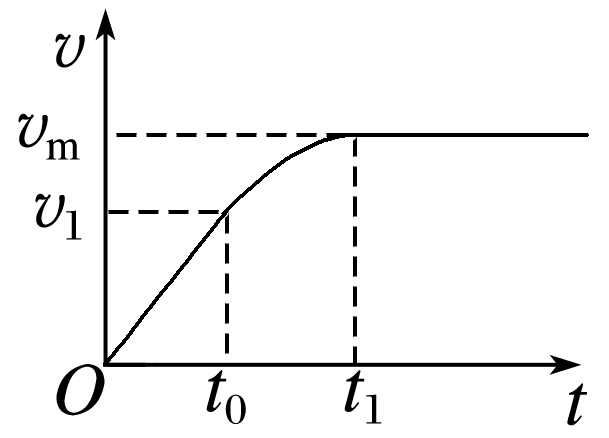 v
vₘ
v₁
O t₀ t₁ t